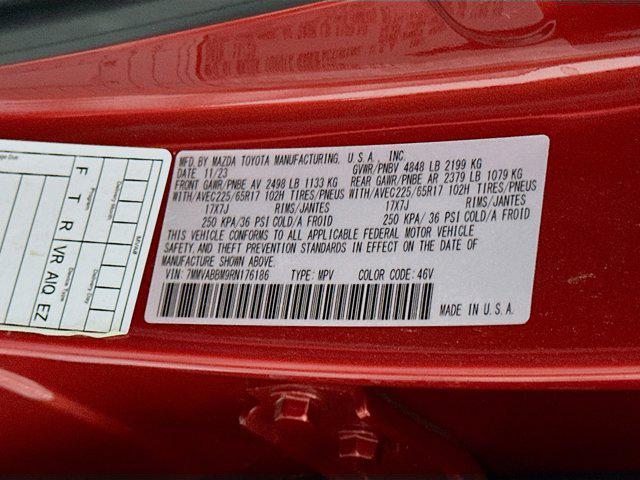 MFD. BY MAZDA TOYOTA MANUFACTURING, U.S.A., INC.
DATE 11/23 GVWR/PNBV 4848 LB 2199 KG
FRONT GAWR/PNBE AV 2498 LB 1133 KG REAR GAWR/PNBE AR 2379 LB 1079 KG
WITH/AVEC225/65R17 102H TIRES/PNEUS WITH/AVEC225/65R17 102H TIRES/PNEUS
17X7J RIMS/JANTES 17X7J RIMS/JANTES
250 KPA/36 PSI COLD/A FROID 250 KPA/36 PSI COLD/A FROID
THIS VEHICLE CONFORMS TO ALL APPLICABLE FEDERAL MOTOR VEHICLE
SAFETY, AND THEFT PREVENTION STANDARDS IN EFFECT ON THE DATE OF
MANUFACTURE SHOWN ABOVE.
VIN: 7MMVABBM9RN176186 TYPE: MPV COLOR CODE: 46V
MADE IN U.S.A.
F T R VR AIQ EZ